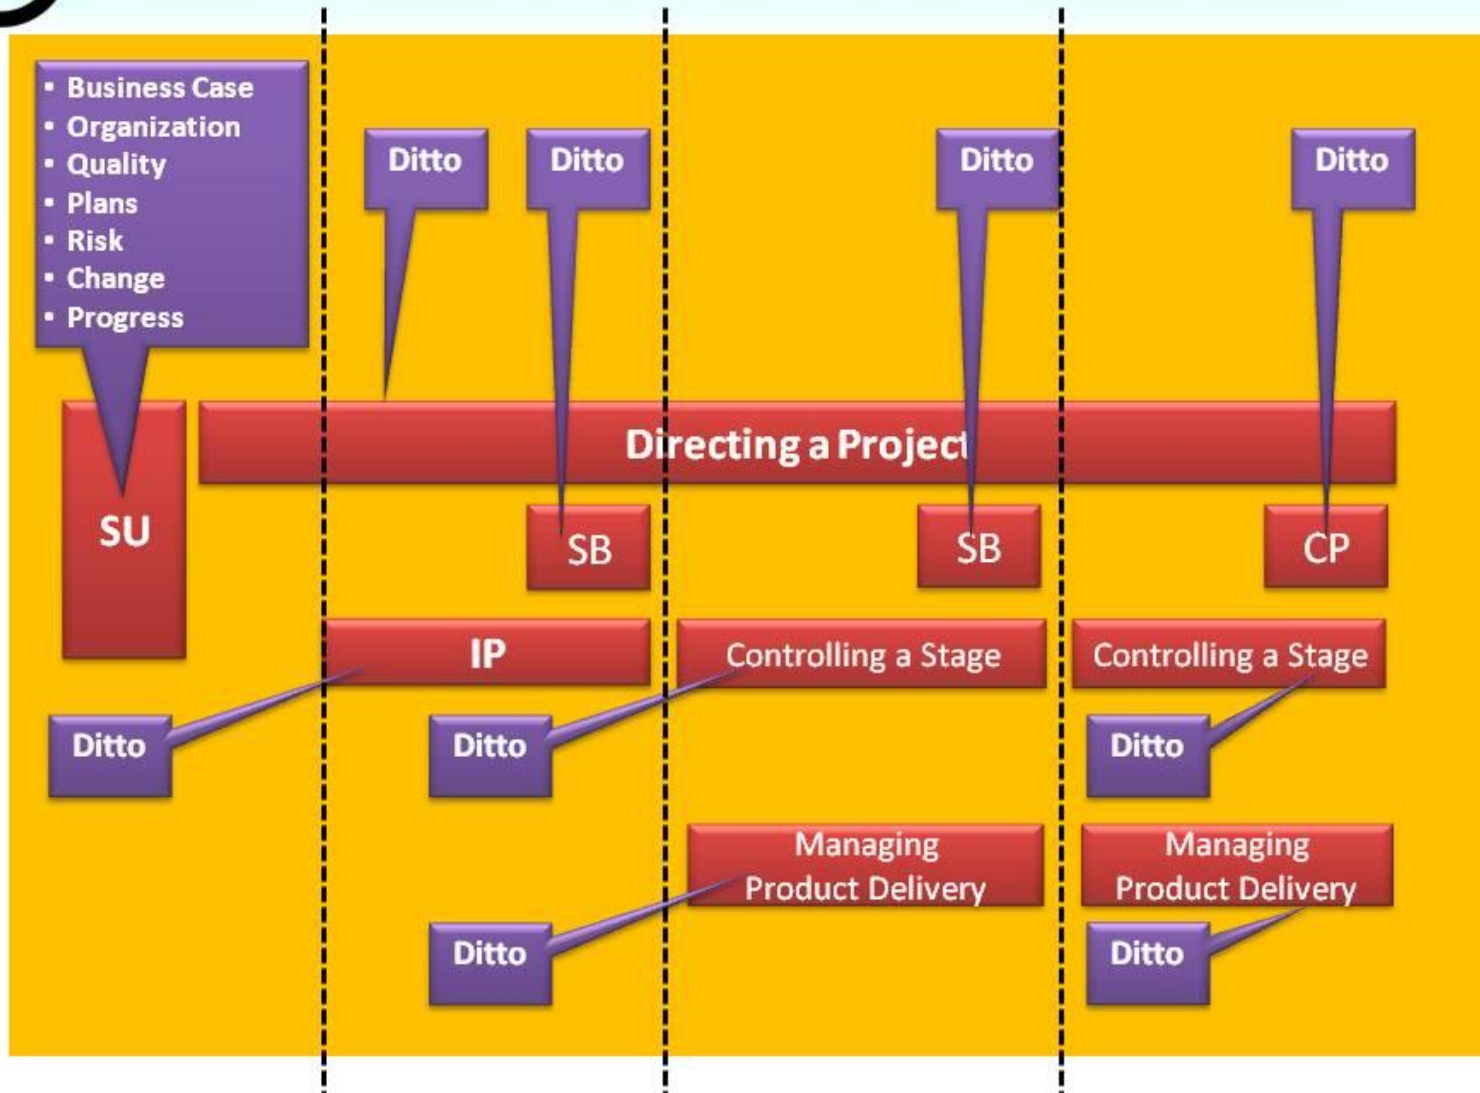 ▪ Business Case
▪ Organization
▪ Quality
▪ Plans
▪ Risk
▪ Change
▪ Progress
Ditto
Ditto
Ditto
Ditto
Directing a Project
SU
SB
SB
CP
IP
Controlling a Stage
Controlling a Stage
Ditto
Ditto
Ditto
Managing
Product Delivery
Managing
Product Delivery
Ditto
Ditto